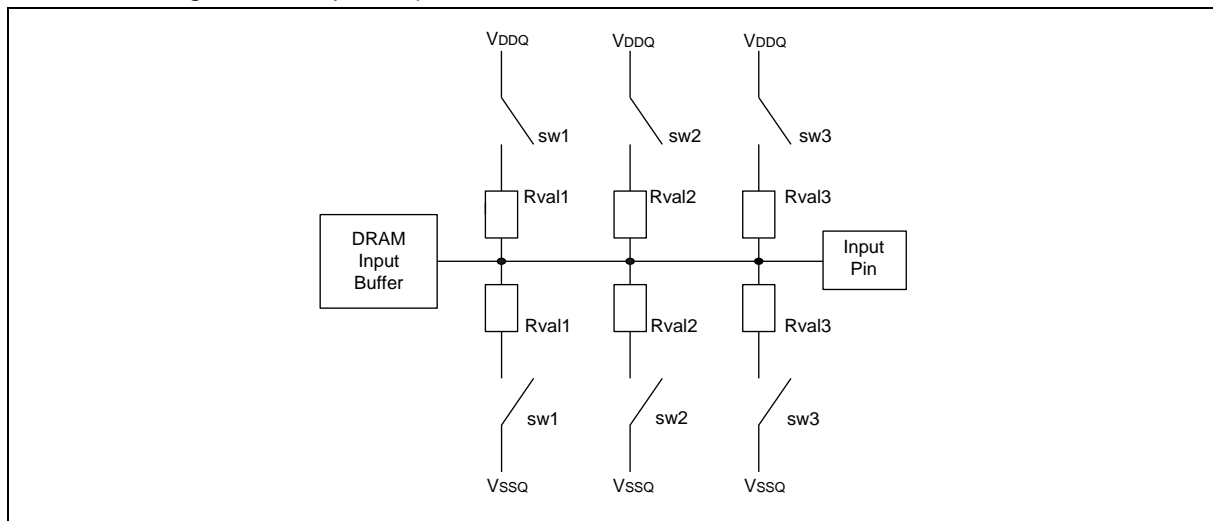 VDDQ VDDQ VDDQ
sw1 sw2 sw3
Rval1 Rval2 Rval3
DRAM
Input
Buffer
Input
Pin
Rval1 Rval2 Rval3
sw1 sw2 sw3
VSSQ VSSQ VSSQ